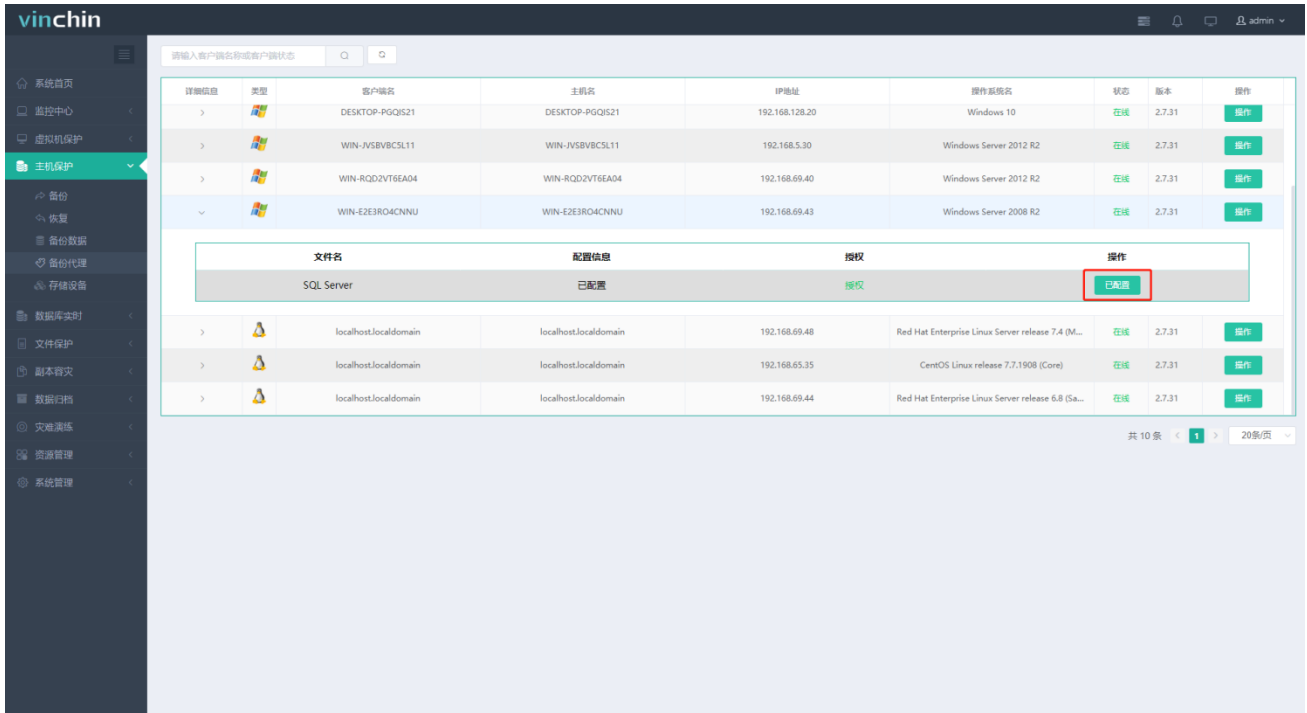 vinchin
admin
请输入客户端名称或客户端状态
系统首页
监控中心
虚拟机保护
主机保护
备份
恢复
备份数据
备份代理
存储设备
数据库实时
文件保护
副本容灾
数据归档
灾难演练
资源管理
系统管理
详细信息 类型 客户端名 主机名 IP地址 操作系统名 状态 版本 操作
DESKTOP-PGQIS21 DESKTOP-PGQIS21 192.168.128.20 Windows 10 在线 2.7.31 操作
WIN-JVSBVBC5L11 WIN-JVSBVBC5L11 192.168.5.30 Windows Server 2012 R2 在线 2.7.31 操作
WIN-RQD2VT6EA04 WIN-RQD2VT6EA04 192.168.69.40 Windows Server 2012 R2 在线 2.7.31 操作
WIN-E2E3RO4CNNU WIN-E2E3RO4CNNU 192.168.69.43 Windows Server 2008 R2 在线 2.7.31 操作
文件名 配置信息 授权 操作
SQL Server 已配置 授权 已配置
localhost.localdomain localhost.localdomain 192.168.69.48 Red Hat Enterprise Linux Server release 7.4 (M... 在线 2.7.31 操作
localhost.localdomain localhost.localdomain 192.168.65.35 CentOS Linux release 7.7.1908 (Core) 在线 2.7.31 操作
localhost.localdomain localhost.localdomain 192.168.69.44 Red Hat Enterprise Linux Server release 6.8 (Sa... 在线 2.7.31 操作
共 10 条 1 20条/页